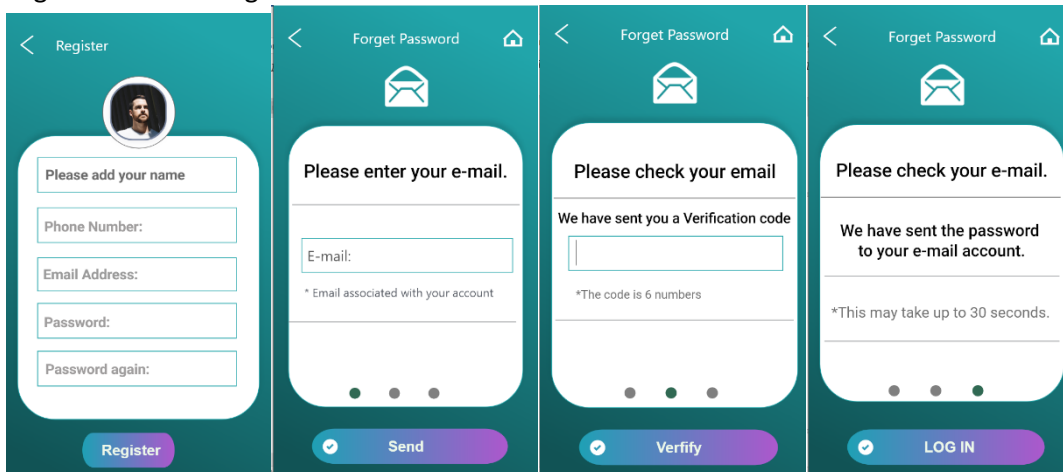 Register
Please add your name
Phone Number:
Email Address:
Password:
Password again:
Register
Forget Password
Please enter your e-mail.
E-mail:
* Email associated with your account
Send
Forget Password
Please check your email
We have sent you a Verification code
*The code is 6 numbers
Verfify
Forget Password
Please check your e-mail.
We have sent the password
to your e-mail account.
*This may take up to 30 seconds.
LOG IN